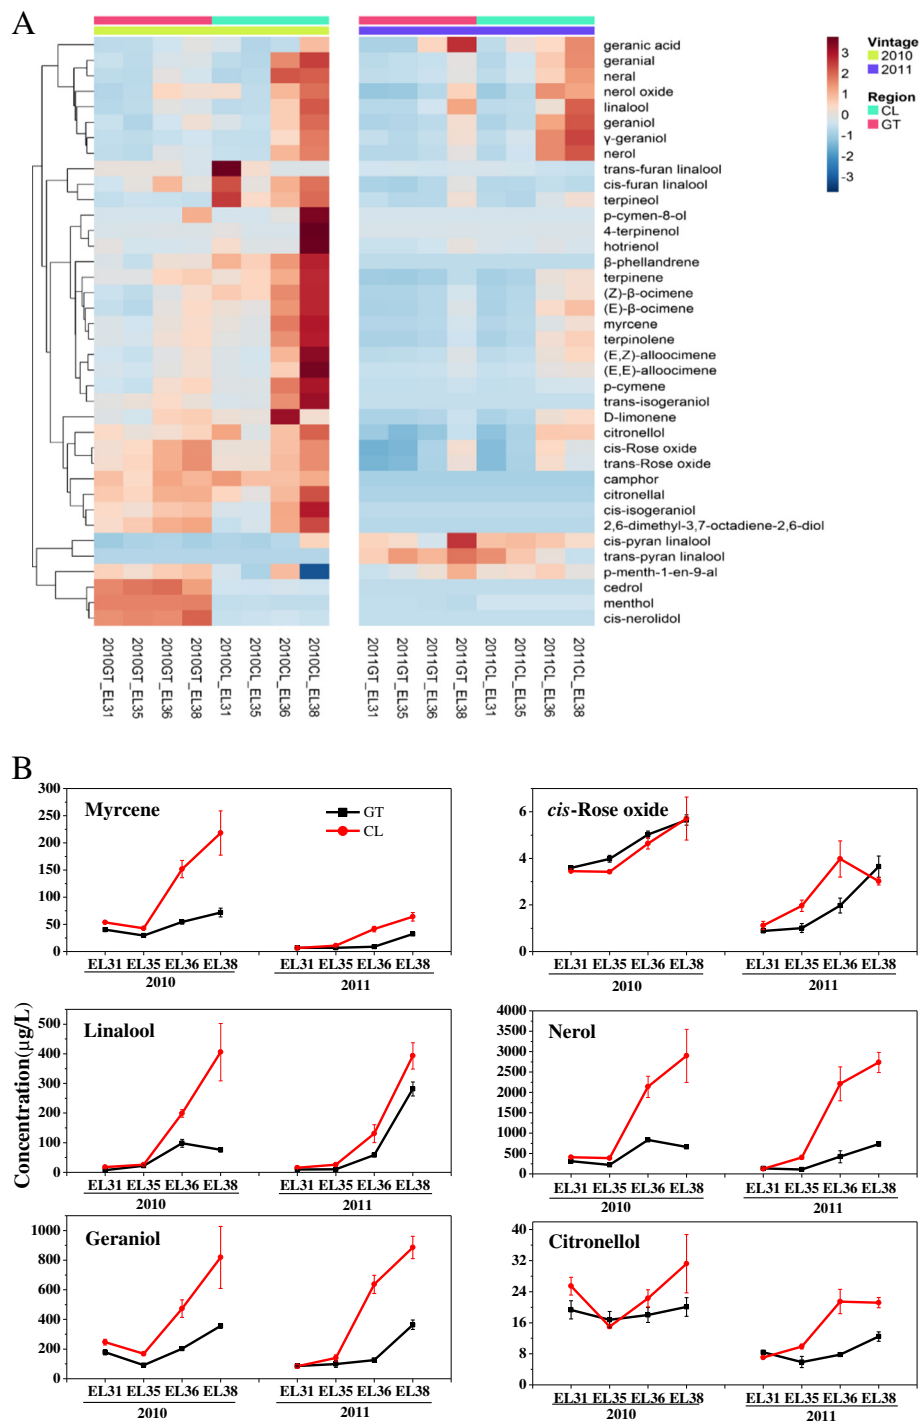 A
geranic acid
geranial
neral
nerol oxide
linalool
geraniol
γ-geraniol
nerol
trans-furan linalool
cis-furan linalool
terpineol
p-cymen-8-ol
4-terpinenol
hotrienol
β-phellandrene
terpinene
(Z)-β-ocimene
(E)-β-ocimene
myrcene
terpinolene
(E,Z)-alloocimene
(E,E)-alloocimene
p-cymene
trans-isogeraniol
D-limonene
citronellol
cis-Rose oxide
trans-Rose oxide
camphor
citronellal
cis-isogeraniol
2,6-dimethyl-3,7-octadiene-2,6-diol
cis-pyran linalool
trans-pyran linalool
p-menth-1-en-9-al
cedrol
menthol
cis-nerolidol
3
2
1
0
-1
-2
-3
Vintage
2010
2011
Region
CL
GT
2010GT_EL31
2010GT_EL35
2010GT_EL36
2010GT_EL38
2010CL_EL31
2010CL_EL35
2010CL_EL36
2010CL_EL38
2011GT_EL31
2011GT_EL35
2011GT_EL36
2011GT_EL38
2011CL_EL31
2011CL_EL35
2011CL_EL36
2011CL_EL38
B
Concentration(μg/L)
Myrcene
GT
CL
300
250
200
150
100
50
0
EL31 EL35 EL36 EL38 EL31 EL35 EL36 EL38
2010 2011
cis-Rose oxide
6
4
2
0
EL31 EL35 EL36 EL38 EL31 EL35 EL36 EL38
2010 2011
Linalool
500
400
300
200
100
0
EL31 EL35 EL36 EL38 EL31 EL35 EL36 EL38
2010 2011
Nerol
4000
3500
3000
2500
2000
1500
1000
500
0
EL31 EL35 EL36 EL38 EL31 EL35 EL36 EL38
2010 2011
Geraniol
1000
800
600
400
200
0
EL31 EL35 EL36 EL38 EL31 EL35 EL36 EL38
2010 2011
Citronellol
40
32
24
16
8
0
EL31 EL35 EL36 EL38 EL31 EL35 EL36 EL38
2010 2011